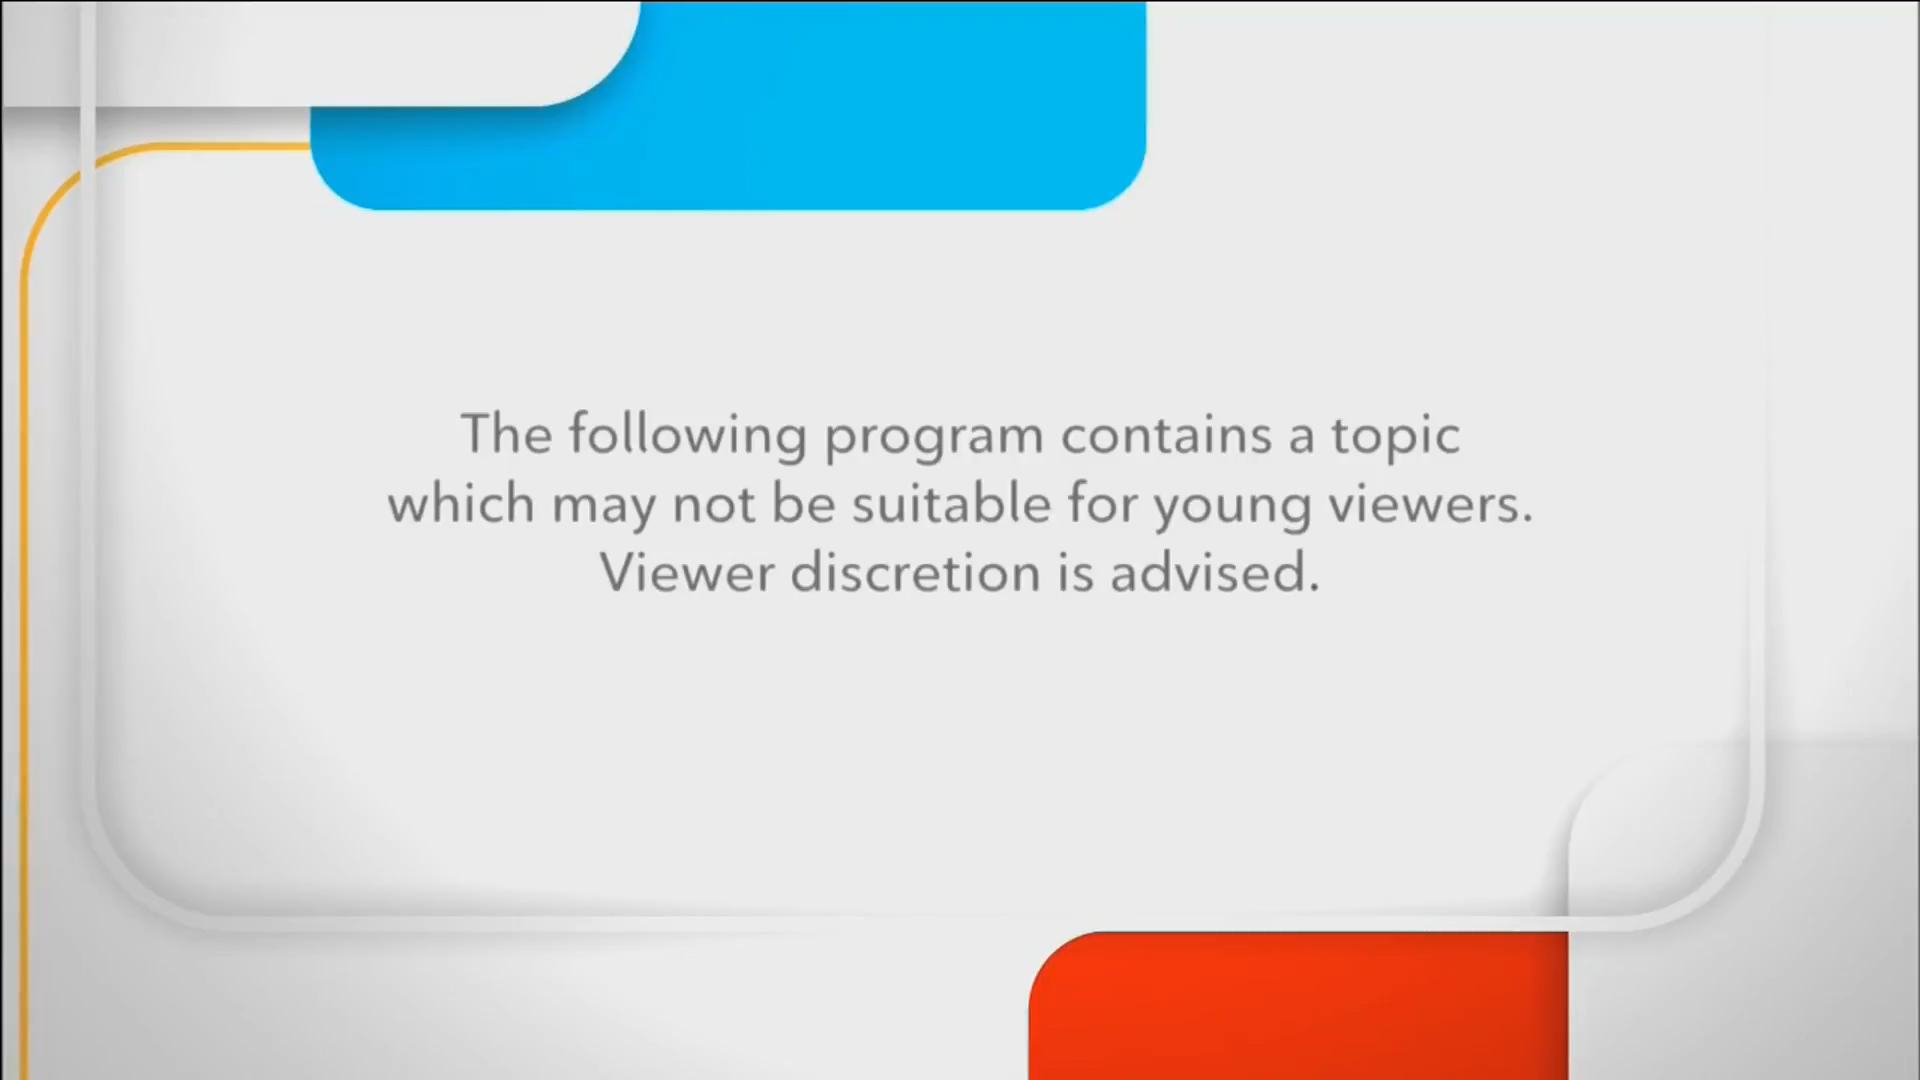 The following program contains a topic
which may not be suitable for young viewers.
Viewer discretion is advised.